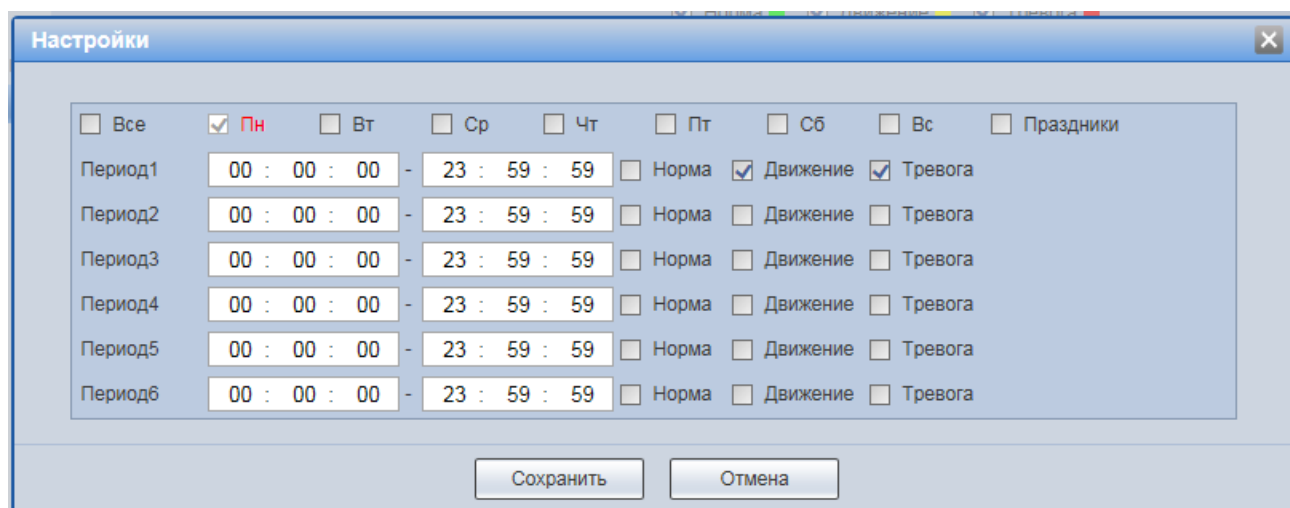 Норма Движение Тревога
Настройки
Все Пн Вт Ср Чт Пт Сб Вс Праздники
Период1 00 : 00 : 00 - 23 : 59 : 59 Норма Движение Тревога
Период2 00 : 00 : 00 - 23 : 59 : 59 Норма Движение Тревога
Период3 00 : 00 : 00 - 23 : 59 : 59 Норма Движение Тревога
Период4 00 : 00 : 00 - 23 : 59 : 59 Норма Движение Тревога
Период5 00 : 00 : 00 - 23 : 59 : 59 Норма Движение Тревога
Период6 00 : 00 : 00 - 23 : 59 : 59 Норма Движение Тревога
Сохранить Отмена